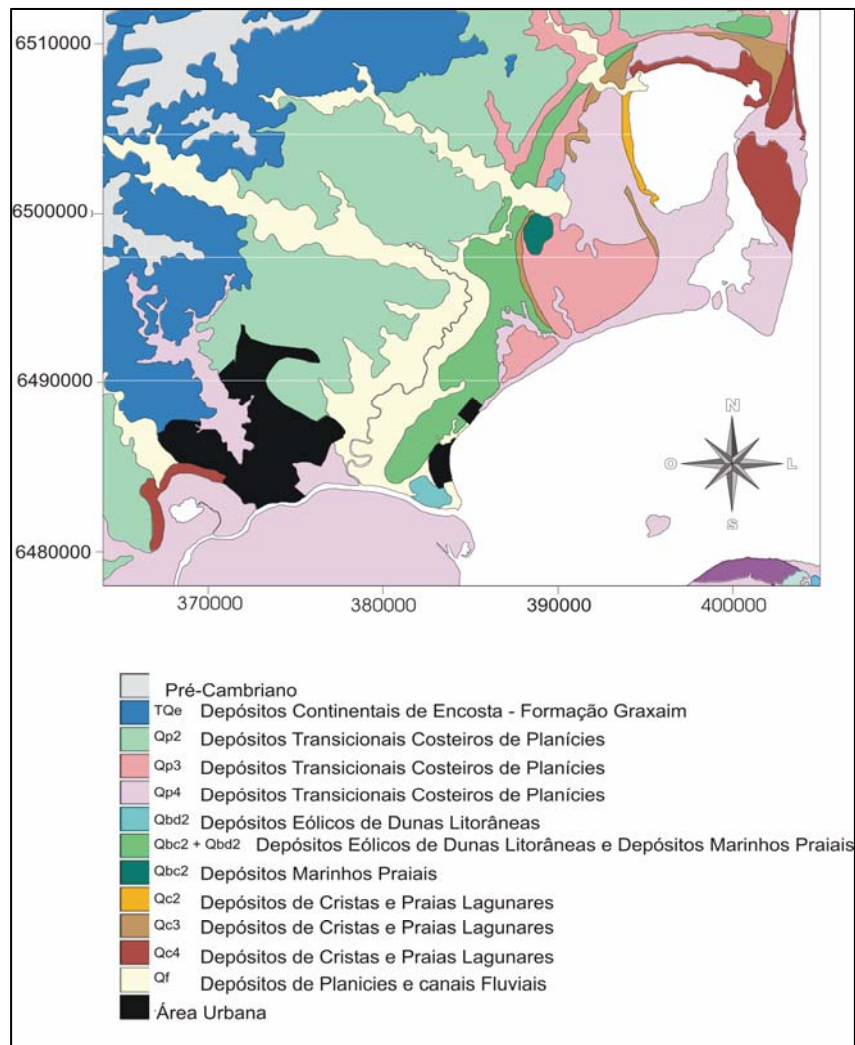 6510000
6500000
6490000
6480000
370000 380000 390000 400000
N
O L
S
Pré-Cambriano
TQe Depósitos Continentais de Encosta - Formação Graxaim
Qp2 Depósitos Transicionais Costeiros de Planícies
Qp3 Depósitos Transicionais Costeiros de Planícies
Qp4 Depósitos Transicionais Costeiros de Planícies
Qbd2 Depósitos Eólicos de Dunas Litorâneas
Qbc2 + Qbd2 Depósitos Eólicos de Dunas Litorâneas e Depósitos Marinhos Praiais
Qbc2 Depósitos Marinhos Praiais
Qc2 Depósitos de Cristas e Praias Lagunares
Qc3 Depósitos de Cristas e Praias Lagunares
Qc4 Depósitos de Cristas e Praias Lagunares
Qf Depósitos de Planicies e canais Fluviais
Área Urbana